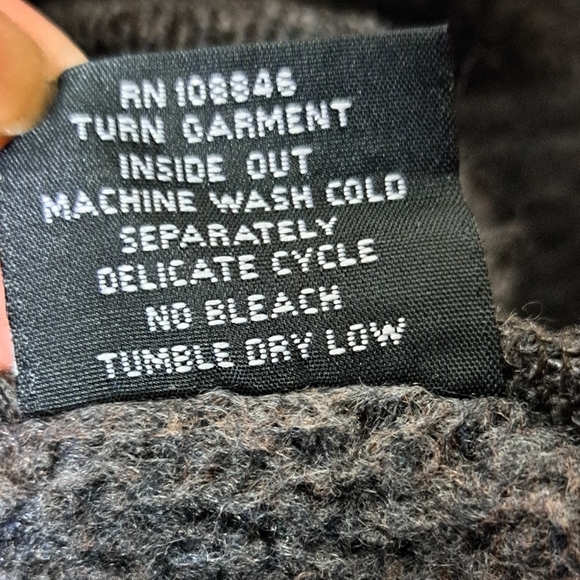 RN 108846
TURN GARMENT
INSIDE OUT
MACHINE WASH COLD
SEPARATELY
DELICATE CYCLE
NO BLEACH
TUMBLE DRY LOW